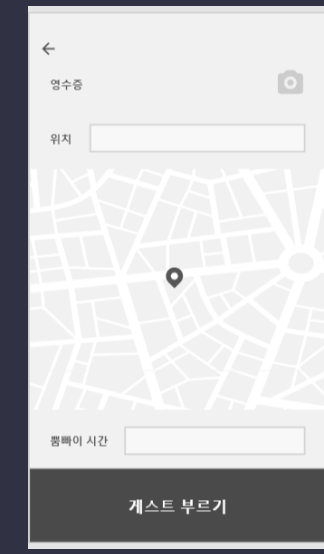 영수증
위치
뿜빠이 시간
게스트 부르기